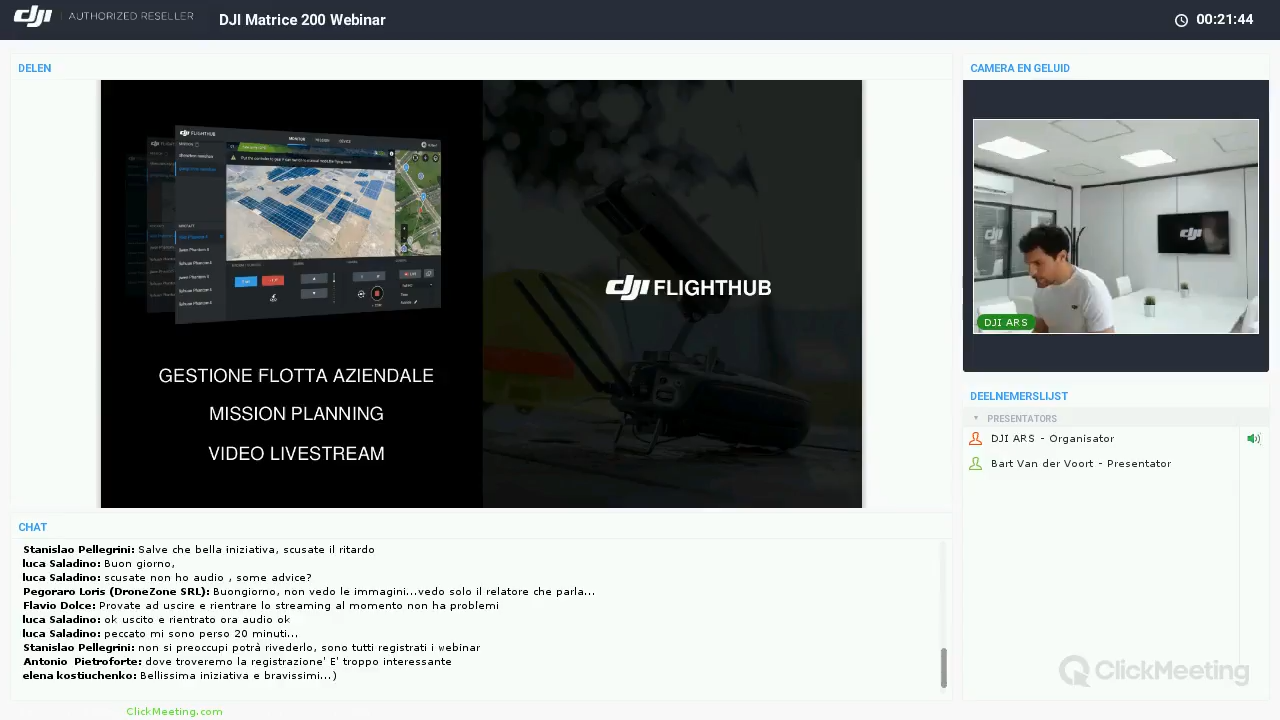 dji AUTHORIZED RESELLER
DJI Matrice 200 Webinar
00:21:44
DELEN
dji FLIGHTHUB
GESTIONE FLOTTA AZIENDALE
MISSION PLANNING
VIDEO LIVESTREAM
dji FLIGHTHUB
CAMERA EN GELUID
dji
dji
DJI ARS
DEELNEMERSLIJST
PRESENTATORS
DJI ARS - Organisator
Bart Van der Voort - Presentator
CHAT
Stanislao Pellegrini: Salve che bella iniziativa, scusate il ritardo
luca Saladino: Buon giorno,
luca Saladino: scusate non ho audio , some advice?
Pegoraro Loris (DroneZone SRL): Buongiorno, non vedo le immagini...vedo solo il relatore che parla...
Flavio Dolce: Provate ad uscire e rientrare lo streaming al momento non ha problemi
luca Saladino: ok uscito e rientrato ora audio ok
luca Saladino: peccato mi sono perso 20 minuti...
Stanislao Pellegrini: non si preoccupi potrà rivederlo, sono tutti registrati i webinar
Antonio Pietroforte: dove troveremo la registrazione' E' troppo interessante
elena kostiuchenko: Bellissima iniziativa e bravissimi...)
ClickMeeting
ClickMeeting.com